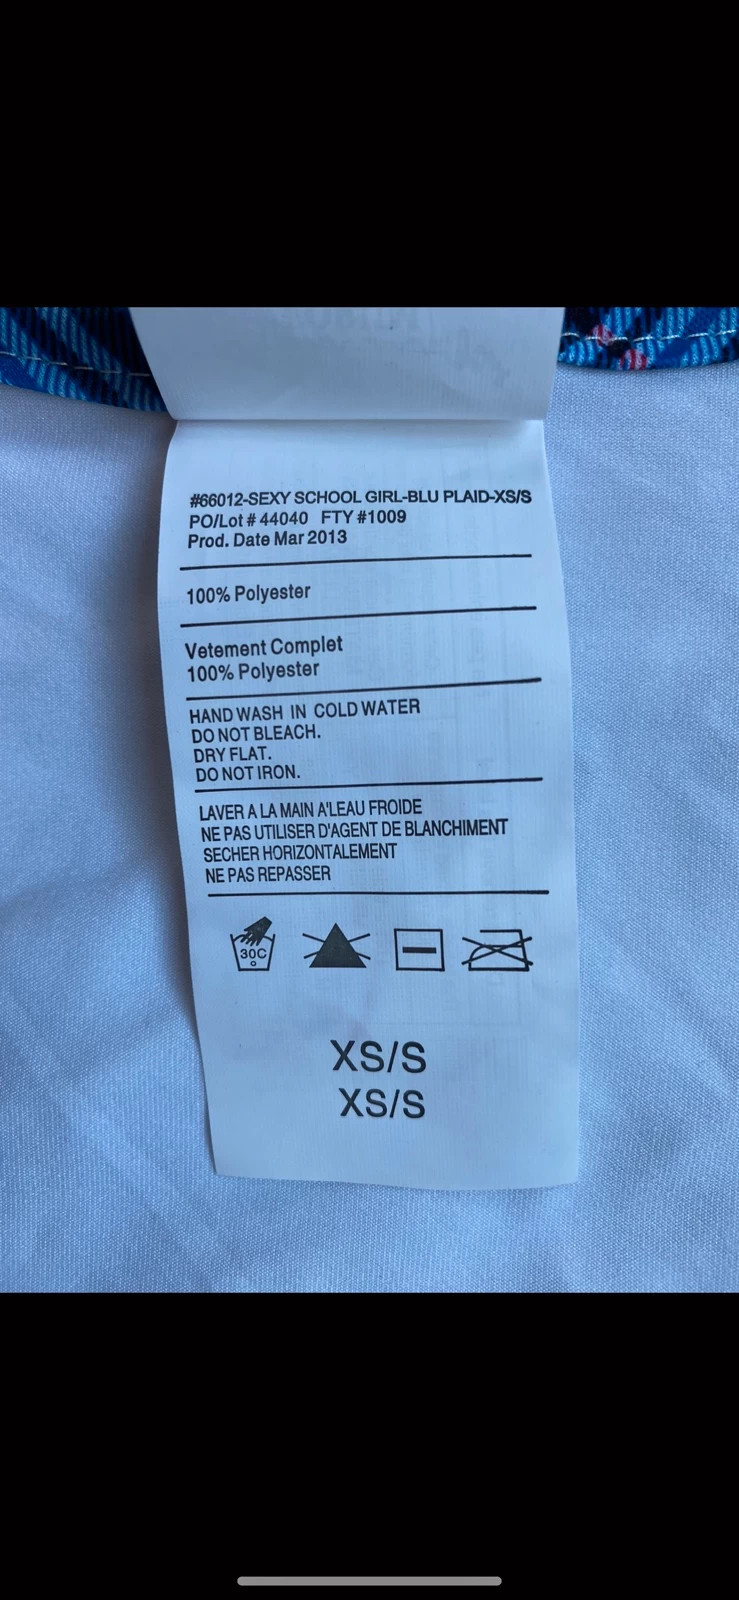 #66012-SEXY SCHOOL GIRL-BLU PLAID-XS/S
PO/Lot # 44040 FTY #1009
Prod. Date Mar 2013
100% Polyester
Vetement Complet
100% Polyester
HAND WASH IN COLD WATER
DO NOT BLEACH.
DRY FLAT.
DO NOT IRON.
LAVER A LA MAIN A'LEAU FROIDE
NE PAS UTILISER D'AGENT DE BLANCHIMENT
SECHER HORIZONTALEMENT
NE PAS REPASSER
30C
XS/S
XS/S